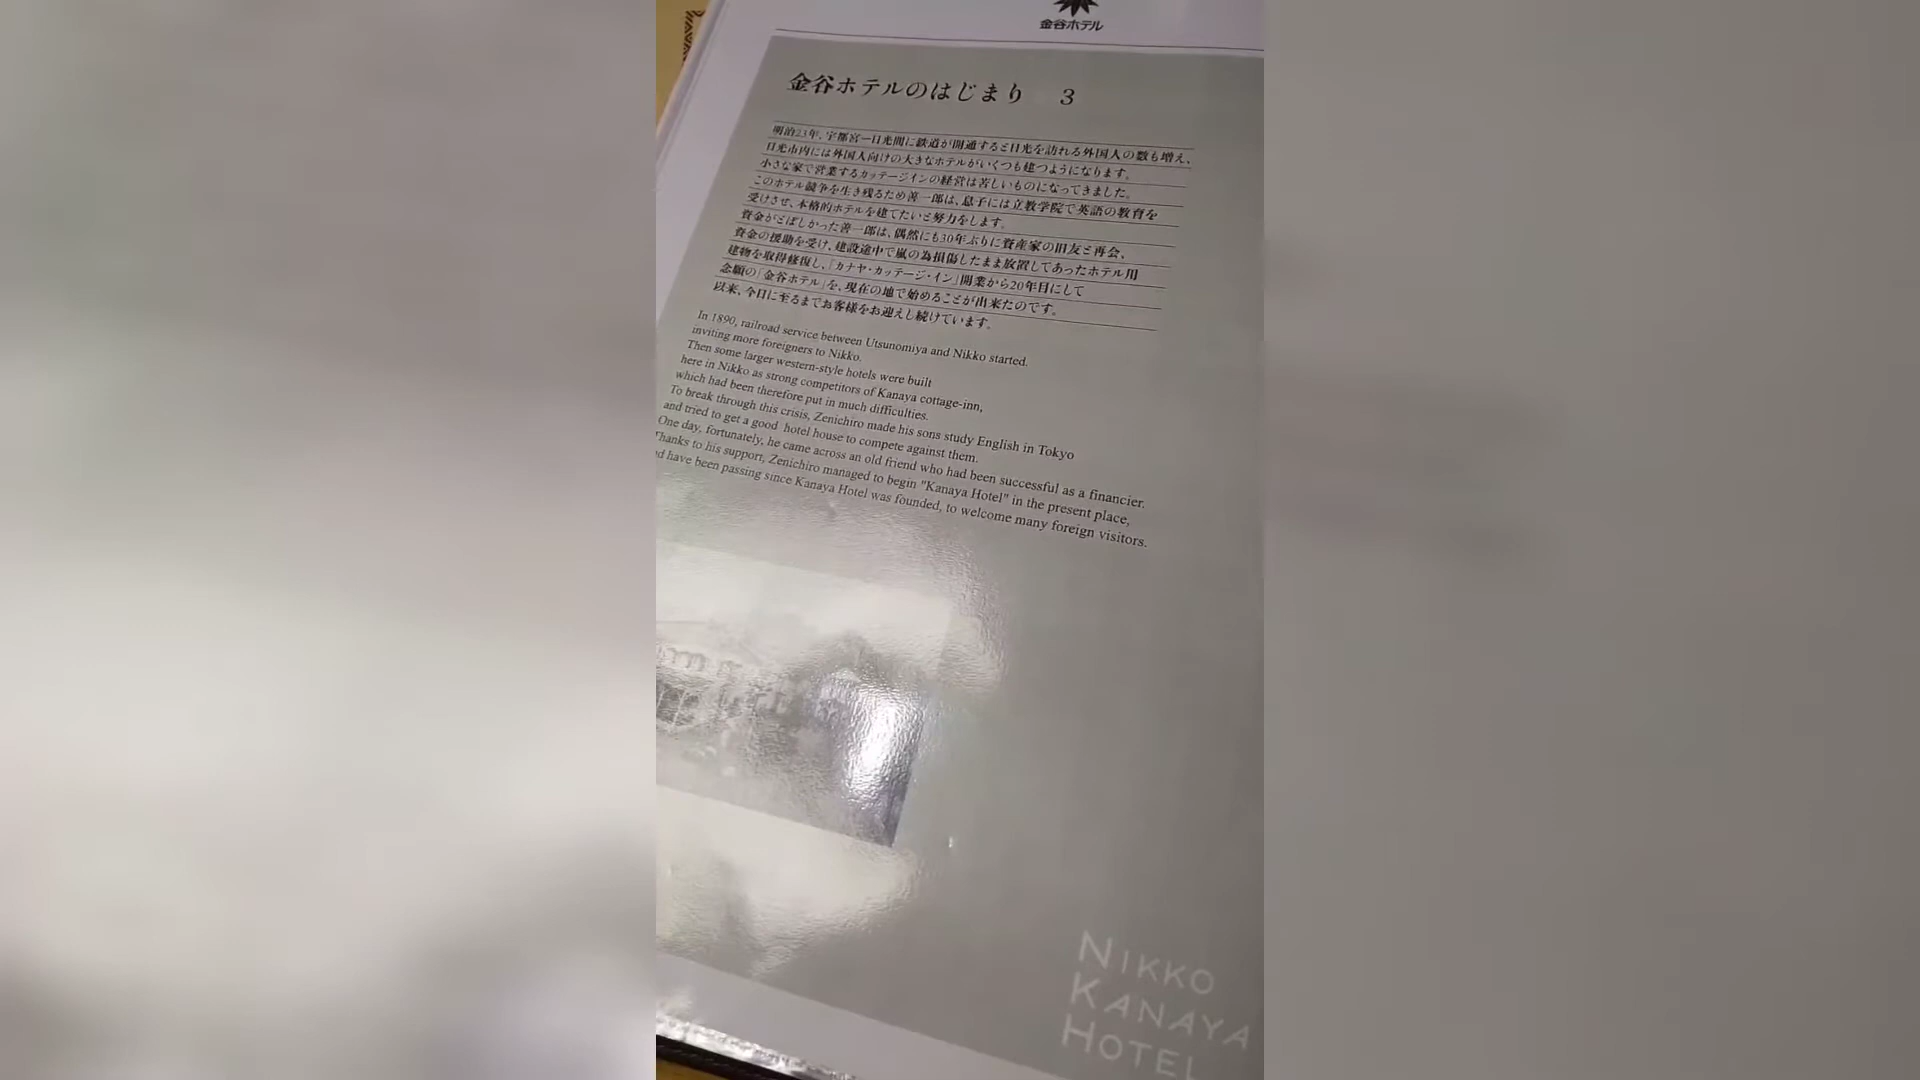 金谷ホテル
金谷ホテルのはじまり 3
明治23年、宇都宮ー日光間に鉄道が開通すると日光を訪れる外国人の数も増え、
日光市内には外国人向けの大きなホテルがいくつも建つようになります。
小さな家で営業するカッテージインの経営は苦しいものになってきました。
このホテル競争を生き残るため善一郎は、息子には立教学院で英語の教育を
受けさせ、本格的ホテルを建てたいと努力をします。
資金がとぼしかった善一郎は、偶然にも30年ぶりに資産家の旧友と再会、
資金の援助を受け、建設途中で嵐の為損傷したまま放置してあったホテル用
建物を取得修復し、「カナヤ・カッテージ・イン」開業から20年目にして
念願の「金谷ホテル」を、現在の地で始めることが出来たのです。
以来、今日に至るまでお客様をお迎えし続けています。
In 1890, railroad service between Utsunomiya and Nikko started.
inviting more foreigners to Nikko.
Then some larger western-style hotels were built
here in Nikko as strong competitors of Kanaya cottage-inn,
which had been therefore put in much difficulties.
To break through this crisis, Zenichiro made his sons study English in Tokyo
and tried to get a good hotel house to compete against them.
One day, fortunately, he came across an old friend who had been successful as a financier.
Thanks to his support, Zenichiro managed to begin "Kanaya Hotel" in the present place,
have been passing since Kanaya Hotel was founded, to welcome many foreign visitors.
NIKKO
KANAYA
HOTEL